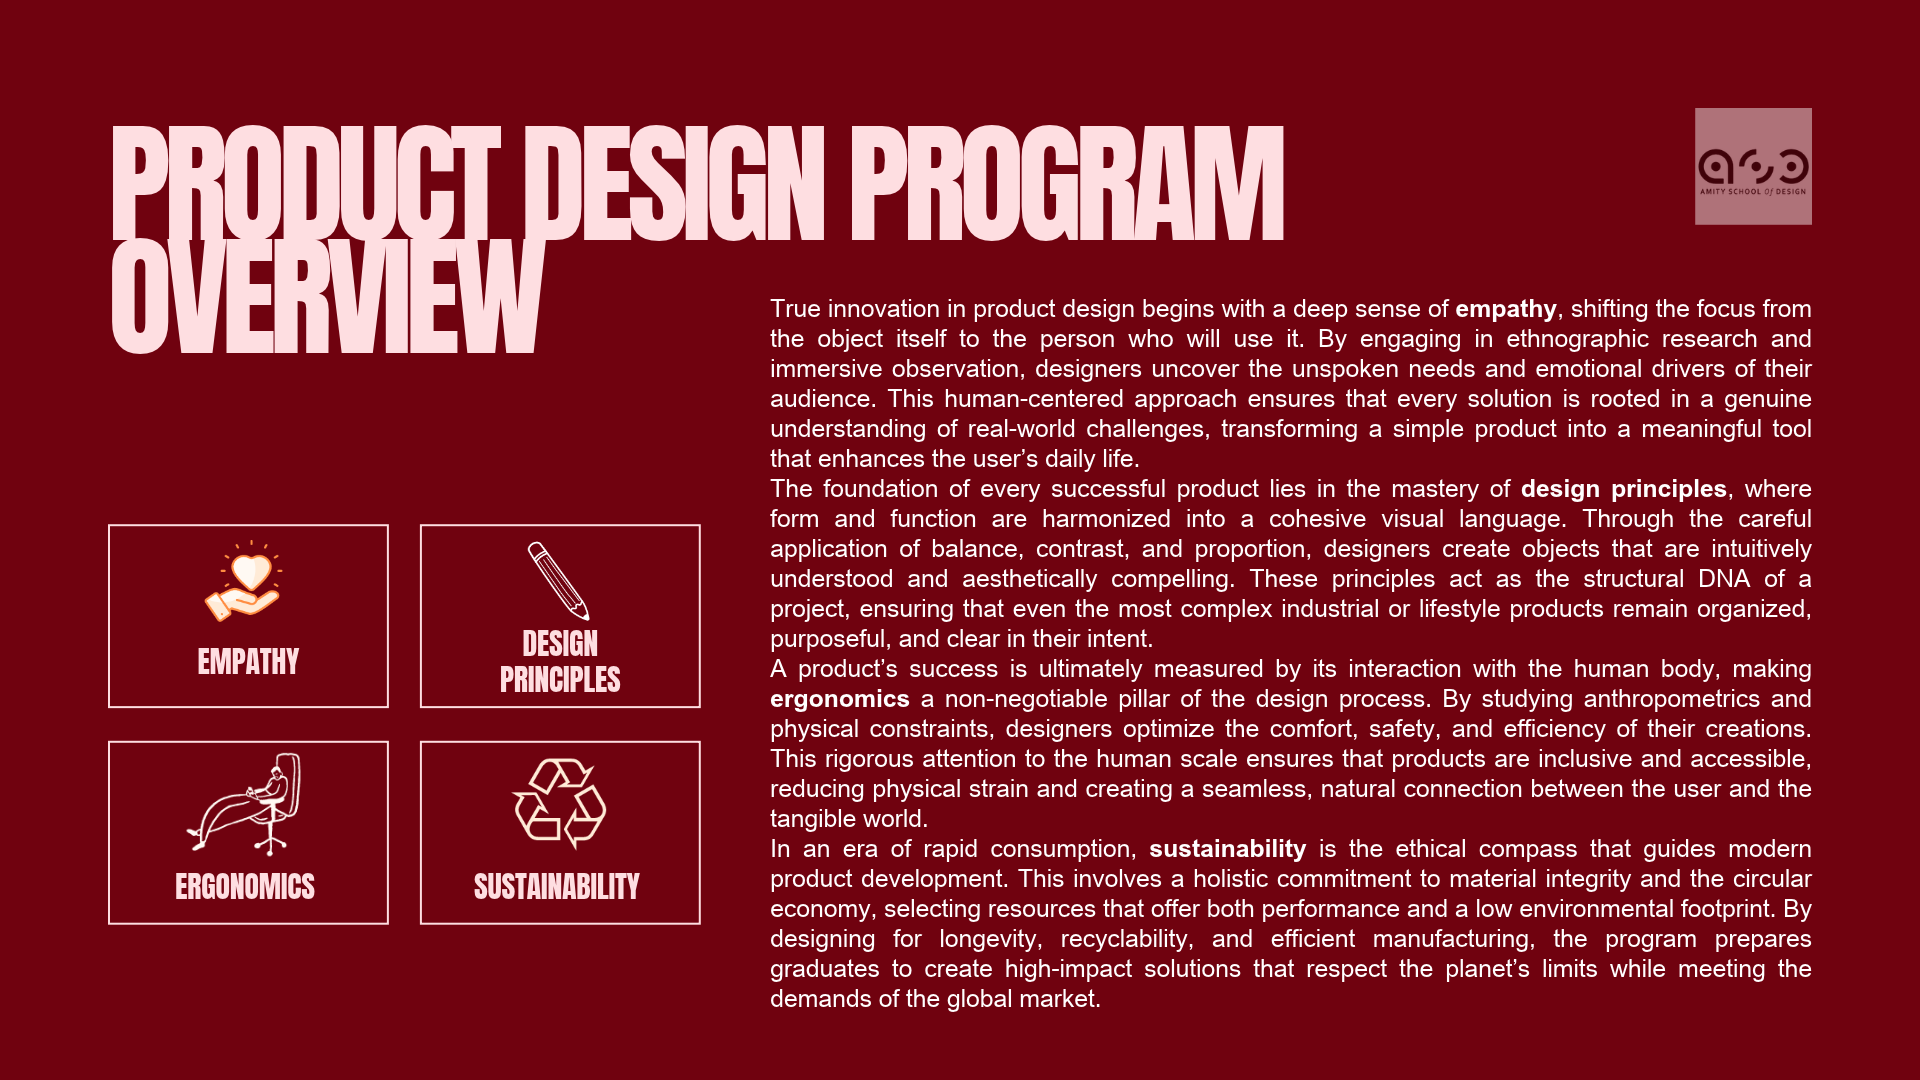 PRODUCT DESIGN PROGRAM
OVERVIEW
aso
AMITY SCHOOL Of DESIGN
EMPATHY
DESIGN
PRINCIPLES
ERGONOMICS
SUSTAINABILITY
True innovation in product design begins with a deep sense of empathy, shifting the focus from
the object itself to the person who will use it. By engaging in ethnographic research and
immersive observation, designers uncover the unspoken needs and emotional drivers of their
audience. This human-centered approach ensures that every solution is rooted in a genuine
understanding of real-world challenges, transforming a simple product into a meaningful tool
that enhances the user’s daily life.
The foundation of every successful product lies in the mastery of design principles, where
form and function are harmonized into a cohesive visual language. Through the careful
application of balance, contrast, and proportion, designers create objects that are intuitively
understood and aesthetically compelling. These principles act as the structural DNA of a
project, ensuring that even the most complex industrial or lifestyle products remain organized,
purposeful, and clear in their intent.
A product’s success is ultimately measured by its interaction with the human body, making
ergonomics a non-negotiable pillar of the design process. By studying anthropometrics and
physical constraints, designers optimize the comfort, safety, and efficiency of their creations.
This rigorous attention to the human scale ensures that products are inclusive and accessible,
reducing physical strain and creating a seamless, natural connection between the user and the
tangible world.
In an era of rapid consumption, sustainability is the ethical compass that guides modern
product development. This involves a holistic commitment to material integrity and the circular
economy, selecting resources that offer both performance and a low environmental footprint. By
designing for longevity, recyclability, and efficient manufacturing, the program prepares
graduates to create high-impact solutions that respect the planet’s limits while meeting the
demands of the global market.